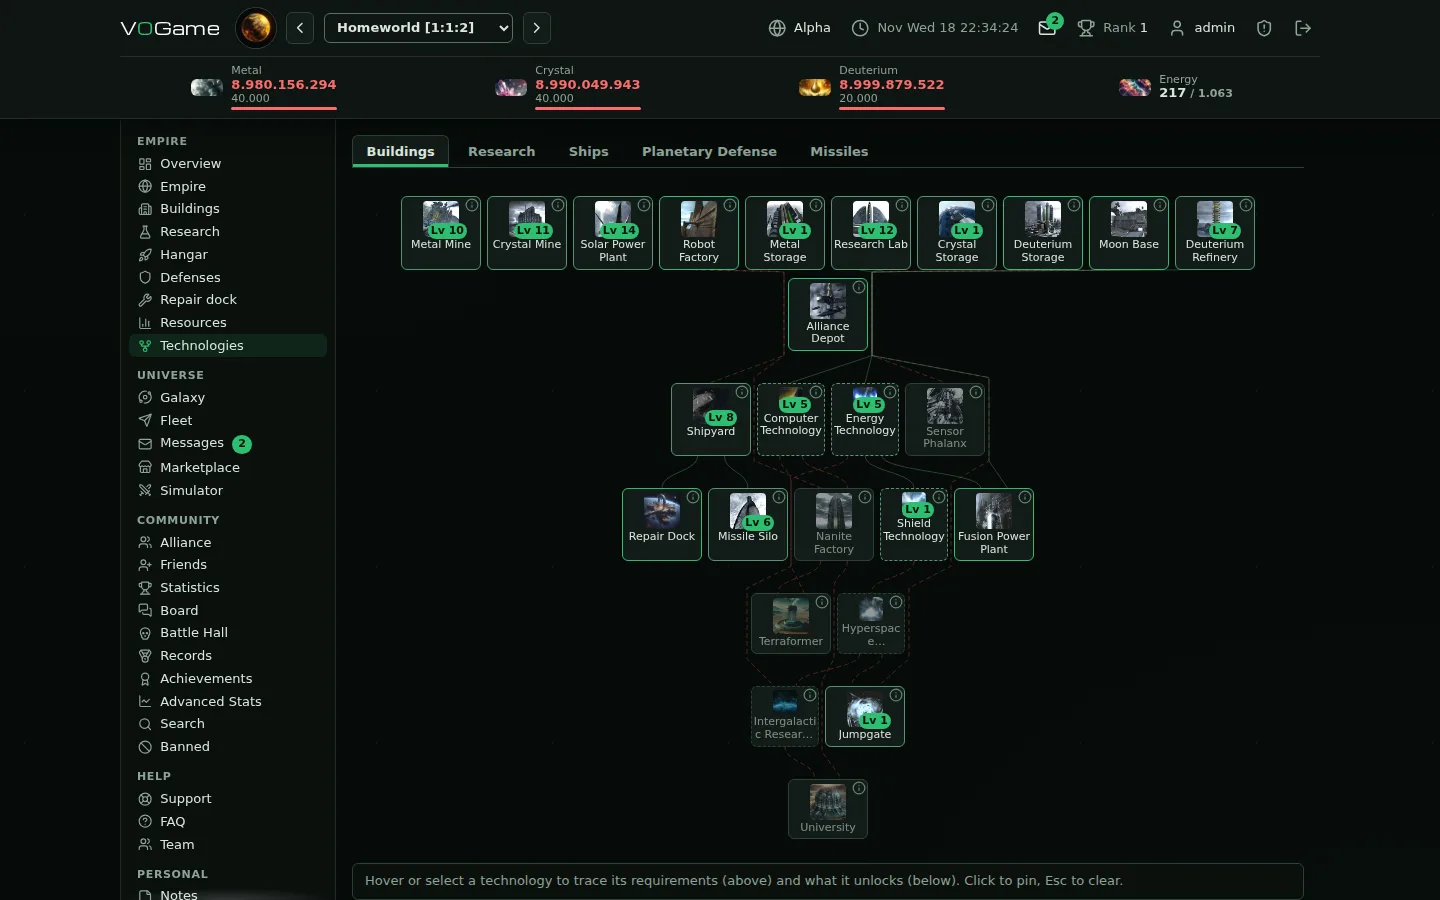 VOGame
Homeworld [1:1:2]
Alpha
Nov Wed 18 22:34:24
2
Rank 1
admin
Metal
8.980.156.294
40.000
Crystal
8.990.049.943
40.000
Deuterium
8.999.879.522
20.000
Energy
217 / 1.063
EMPIRE
Overview
Empire
Buildings
Research
Hangar
Defenses
Repair dock
Resources
Technologies
UNIVERSE
Galaxy
Fleet
Messages 2
Marketplace
Simulator
COMMUNITY
Alliance
Friends
Statistics
Board
Battle Hall
Records
Achievements
Advanced Stats
Search
Banned
HELP
Support
FAQ
Team
PERSONAL
Notes
Buildings
Research
Ships
Planetary Defense
Missiles
Lv 10
Metal Mine
Lv 11
Crystal Mine
Lv 14
Solar Power
Plant
Robot
Factory
Lv 1
Metal
Storage
Lv 12
Research Lab
Lv 1
Crystal
Storage
Deuterium
Storage
Moon Base
Lv 7
Deuterium
Refinery
Alliance
Depot
Lv 8
Shipyard
Lv 5
Computer
Technology
Lv 5
Energy
Technology
Sensor
Phalanx
Repair Dock
Lv 6
Missile Silo
Nanite
Factory
Lv 1
Shield
Technology
Fusion Power
Plant
Terraformer
Hyperspac
e...
Intergalacti
c Resear...
Lv 1
Jumpgate
University
Hover or select a technology to trace its requirements (above) and what it unlocks (below). Click to pin, Esc to clear.